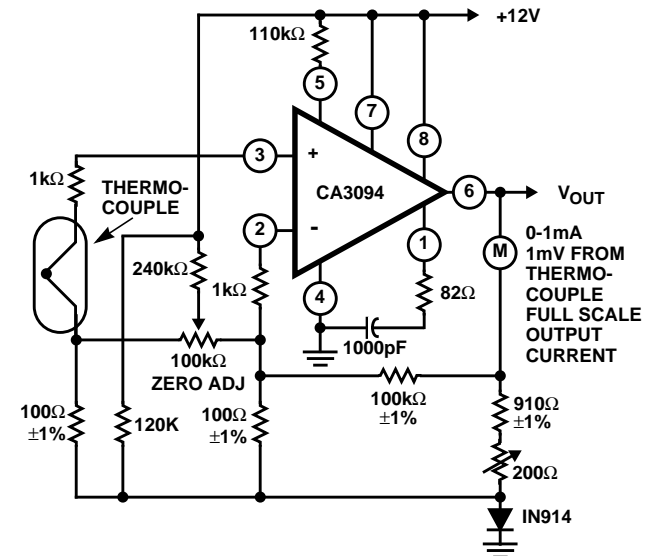 110kΩ
+12V
5
7
8
3
+
1kΩ
THERMO-
COUPLE
CA3094
6
V_OUT
2
-
1
0-1mA
1mV FROM
THERMO-
COUPLE
FULL SCALE
OUTPUT
CURRENT
M
240kΩ
1kΩ
4
82Ω
1000pF
100kΩ
ZERO ADJ
100kΩ
±1%
100Ω
±1%
120K
100Ω
±1%
910Ω
±1%
200Ω
IN914